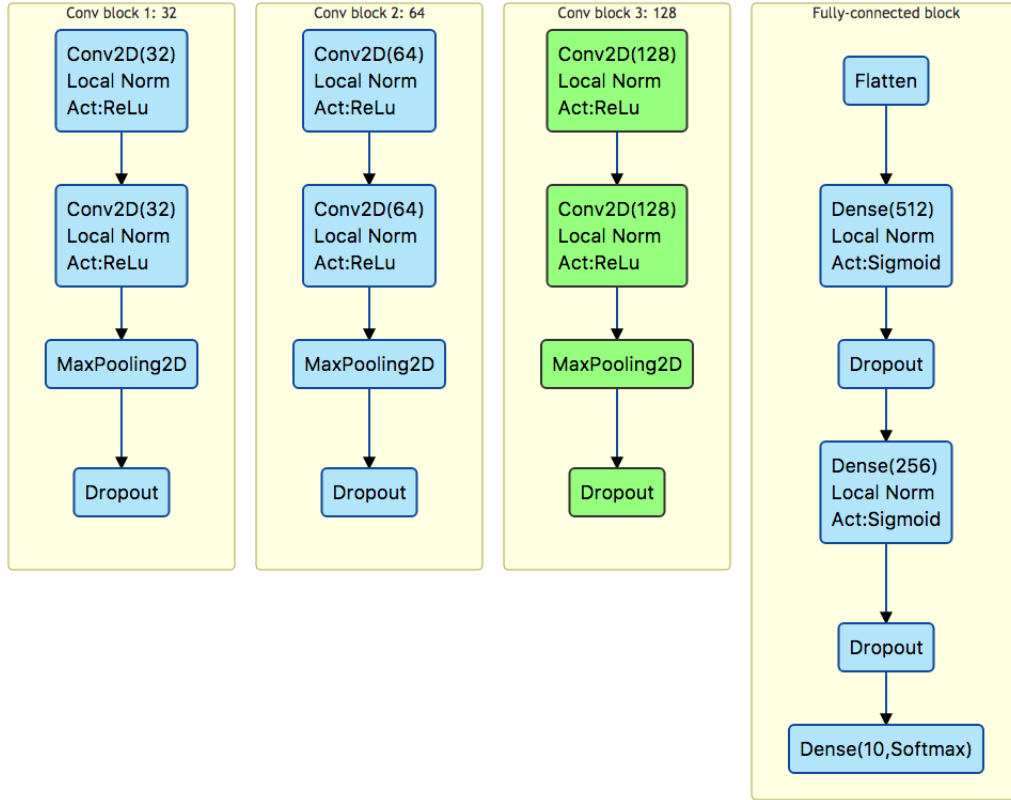 Conv block 1: 32
Conv2D(32)
Local Norm
Act:ReLu
Conv2D(32)
Local Norm
Act:ReLu
MaxPooling2D
Dropout
Conv block 2: 64
Conv2D(64)
Local Norm
Act:ReLu
Conv2D(64)
Local Norm
Act:ReLu
MaxPooling2D
Dropout
Conv block 3: 128
Conv2D(128)
Local Norm
Act:ReLu
Conv2D(128)
Local Norm
Act:ReLu
MaxPooling2D
Dropout
Fully-connected block
Flatten
Dense(512)
Local Norm
Act:Sigmoid
Dropout
Dense(256)
Local Norm
Act:Sigmoid
Dropout
Dense(10,Softmax)